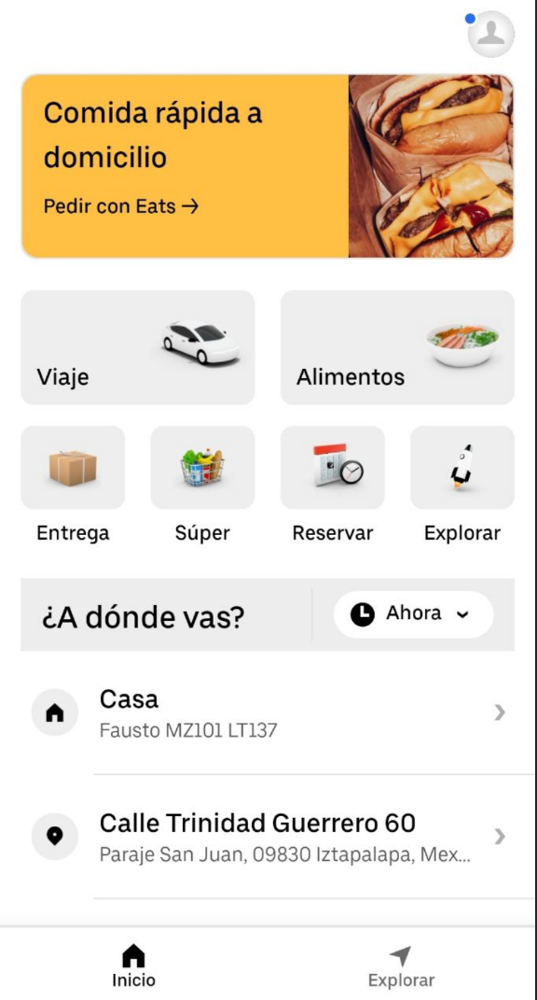 Comida rápida a
domicilio
Pedir con Eats →
Viaje
Alimentos
Entrega
Súper
Reservar
Explorar
¿A dónde vas?
Ahora
Casa
Fausto MZ101 LT137
Calle Trinidad Guerrero 60
Paraje San Juan, 09830 Iztapalapa, Mex...
Inicio
Explorar